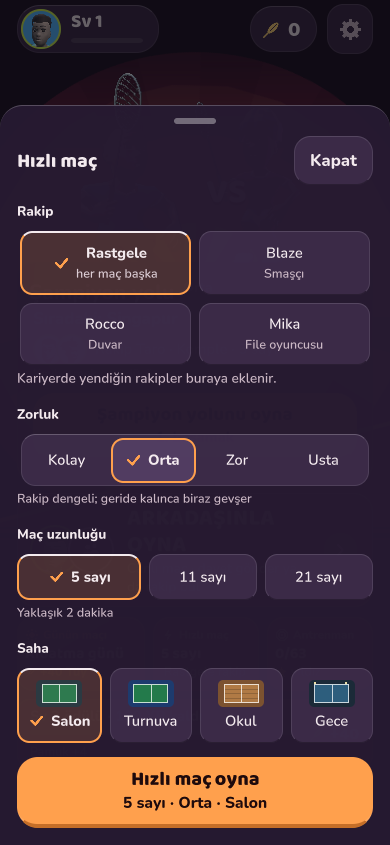 Sv 1
0
Hızlı maç
Kapat
Rakip
Rastgele
her maç başka
Blaze
Smaşçı
Rocco
Duvar
Mika
File oyuncusu
Kariyerde yendiğin rakipler buraya eklenir.
Zorluk
Kolay
Orta
Zor
Usta
Rakip dengeli; geride kalınca biraz gevşer
Maç uzunluğu
5 sayı
11 sayı
21 sayı
Yaklaşık 2 dakika
Saha
Salon
Turnuva
Okul
Gece
Hızlı maç oyna
5 sayı · Orta · Salon